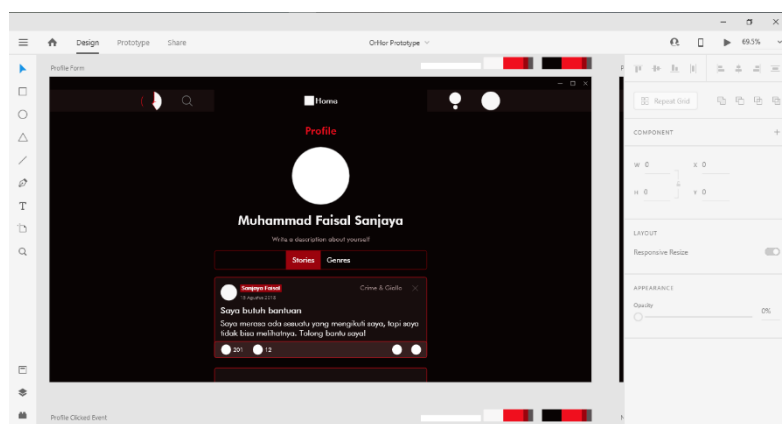 Design Prototype Share OrHor Prototype 69.5%
Profile Form
Repeat Grid
Home
Profile
COMPONENT
W 0 X 0
H 0 Y 0
Muhammad Faisal Sanjaya
Write a description about yourself
LAYOUT
Stories Genres
Responsive Resize
Sanjaya Faisal Crime & Giallo
18 Agustus 2018
APPEARANCE
Saya butuh bantuan
Opacity
0%
Saya merasa ada sesuatu yang mengikuti saya, tapi saya
tidak bisa melihatnya. Tolong bantu saya!
201 12
Profile Clicked Event